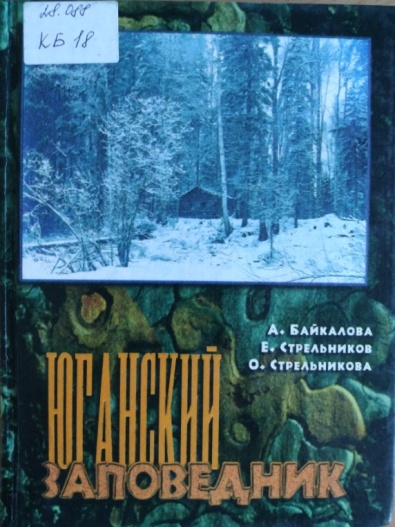 28.088
КБ 18
А. Байкалова
Е. Стрельников
О. Стрельникова
Юганский
заповедник